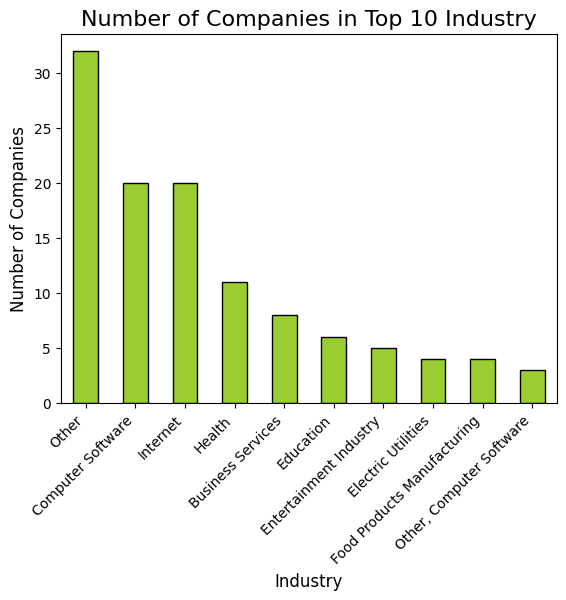 Number of Companies in Top 10 Industry
Number of Companies
30
25
20
15
10
5
0
Other
Computer Software
Internet
Health
Business Services
Education
Entertainment Industry
Electric Utilities
Food Products Manufacturing
Other, Computer Software
Industry